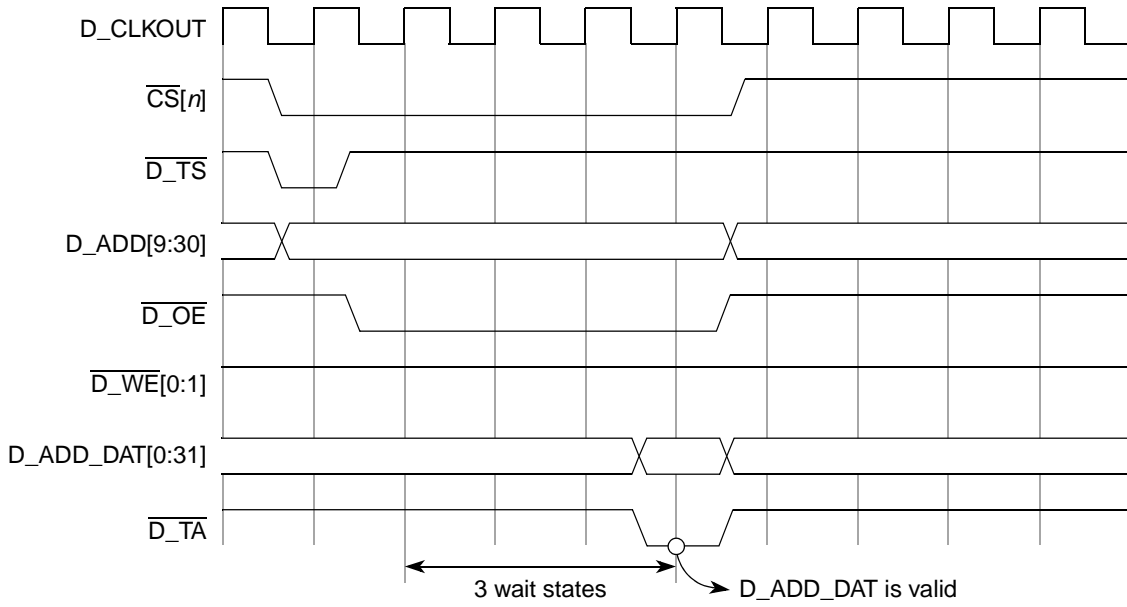 D_CLKOUT
CS[n]
D_TS
D_ADD[9:30]
D_OE
D_WE[0:1]
D_ADD_DAT[0:31]
D_TA
3 wait states
D_ADD_DAT is valid